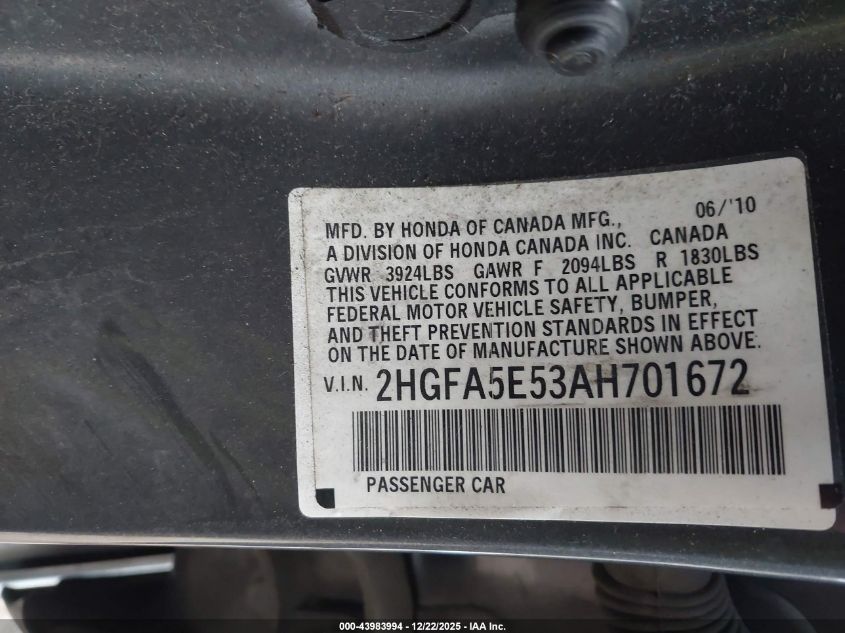 06/'10
MFD. BY HONDA OF CANADA MFG.,
A DIVISION OF HONDA CANADA INC. CANADA
GVWR 3924LBS GAWR F 2094LBS R 1830LBS
THIS VEHICLE CONFORMS TO ALL APPLICABLE
FEDERAL MOTOR VEHICLE SAFETY, BUMPER,
AND THEFT PREVENTION STANDARDS IN EFFECT
ON THE DATE OF MANUFACTURE SHOWN ABOVE.
V.I.N. 2HGFA5E53AH701672
PASSENGER CAR
000-43983994 - 12/22/2025 - IAA Inc.